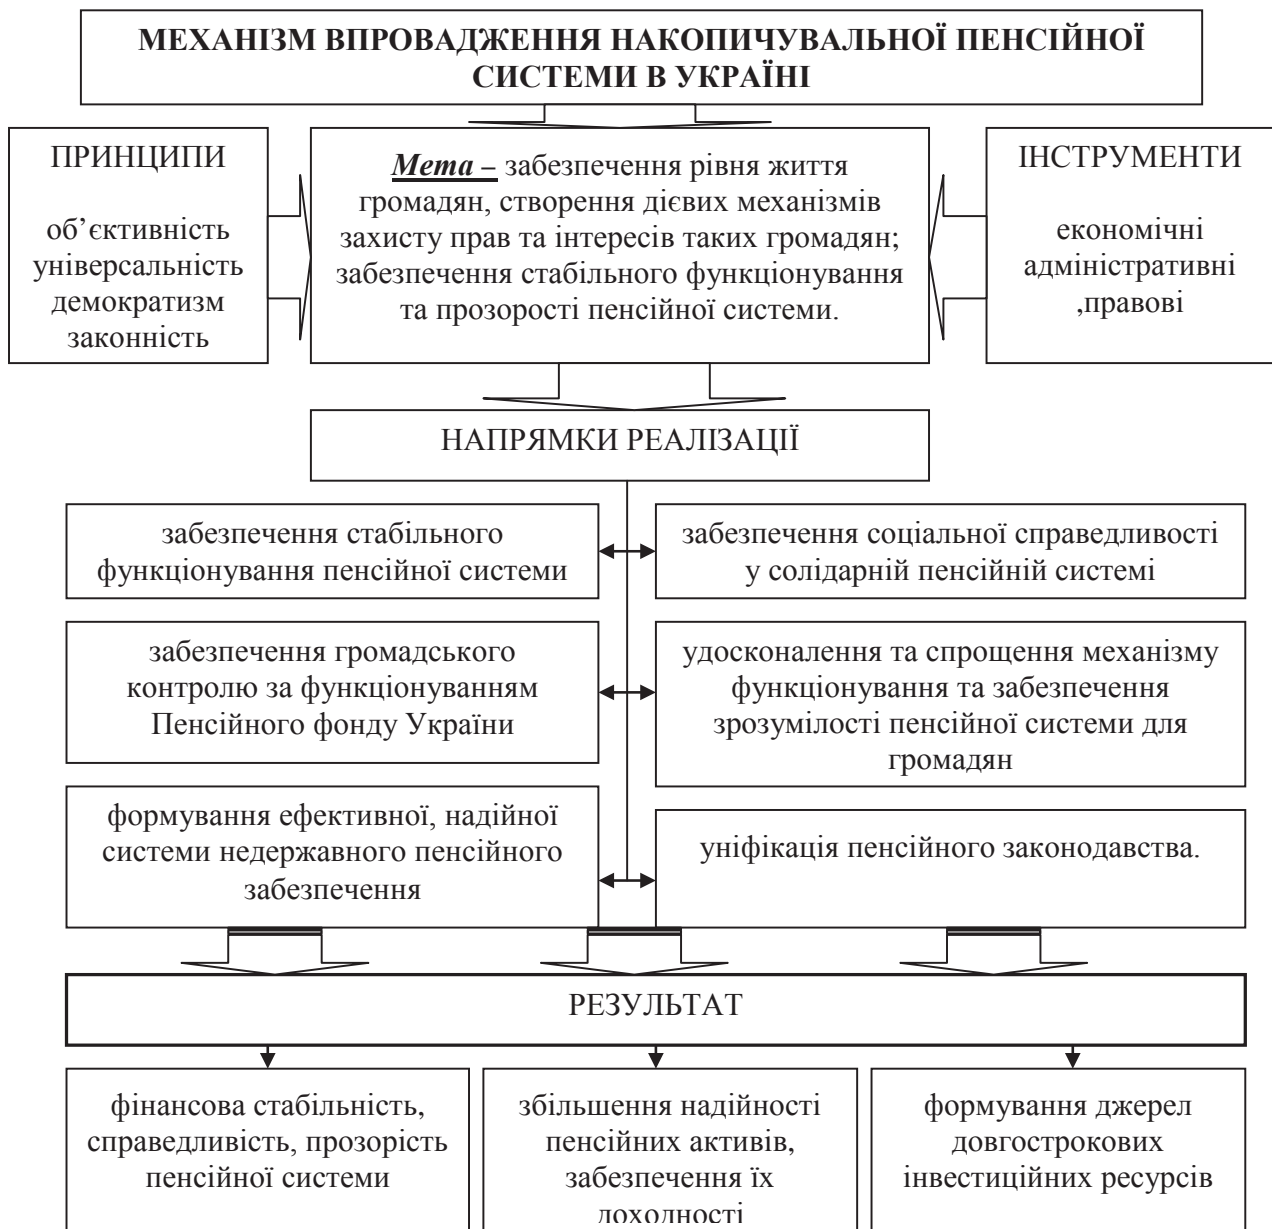 МЕХАНІЗМ ВПРОВАДЖЕННЯ НАКОПИЧУВАЛЬНОЇ ПЕНСІЙНОЇ
СИСТЕМИ В УКРАЇНІ
ПРИНЦИПИ
об’єктивність
універсальність
демократизм
законність
Мета – забезпечення рівня життя
громадян, створення дієвих механізмів
захисту прав та інтересів таких громадян;
забезпечення стабільного функціонування
та прозорості пенсійної системи.
ІНСТРУМЕНТИ
економічні
адміністративні
,правові
НАПРЯМКИ РЕАЛІЗАЦІЇ
забезпечення стабільного
функціонування пенсійної системи
забезпечення соціальної справедливості
у солідарній пенсійній системі
забезпечення громадського
контролю за функціонуванням
Пенсійного фонду України
удосконалення та спрощення механізму
функціонування та забезпечення
зрозумілості пенсійної системи для
громадян
формування ефективної, надійної
системи недержавного пенсійного
забезпечення
уніфікація пенсійного законодавства.
РЕЗУЛЬТАТ
фінансова стабільність,
справедливість, прозорість
пенсійної системи
збільшення надійності
пенсійних активів,
забезпечення їх
доходності
формування джерел
довгострокових
інвестиційних ресурсів